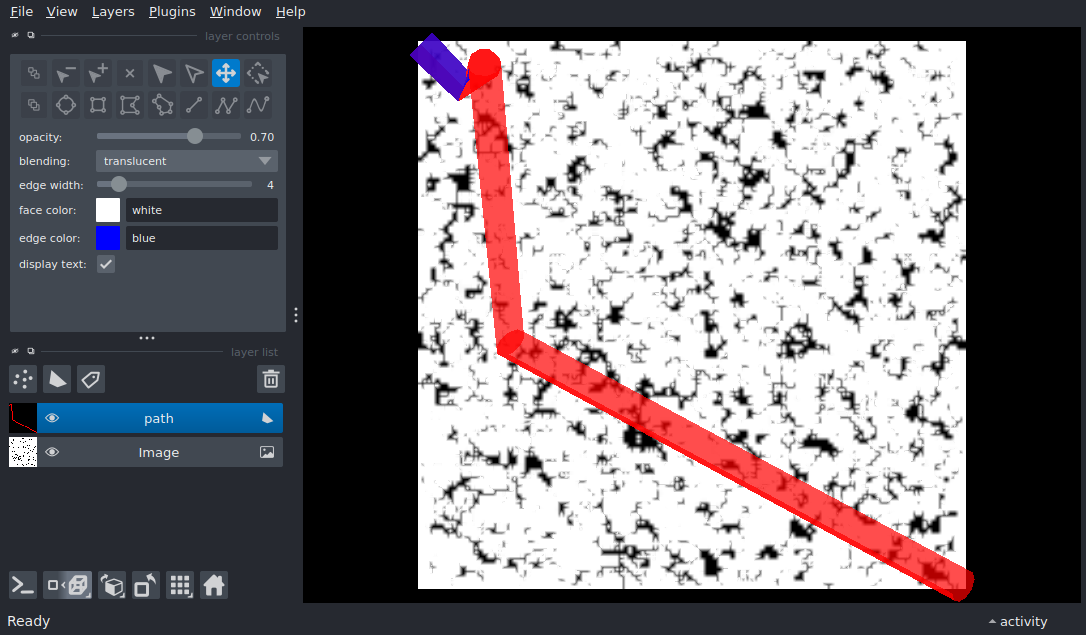 File View Layers Plugins Window Help
layer controls
opacity: 0.70
blending: translucent
edge width: 4
face color: white
edge color: blue
display text:
layer list
path
Image
Ready activity